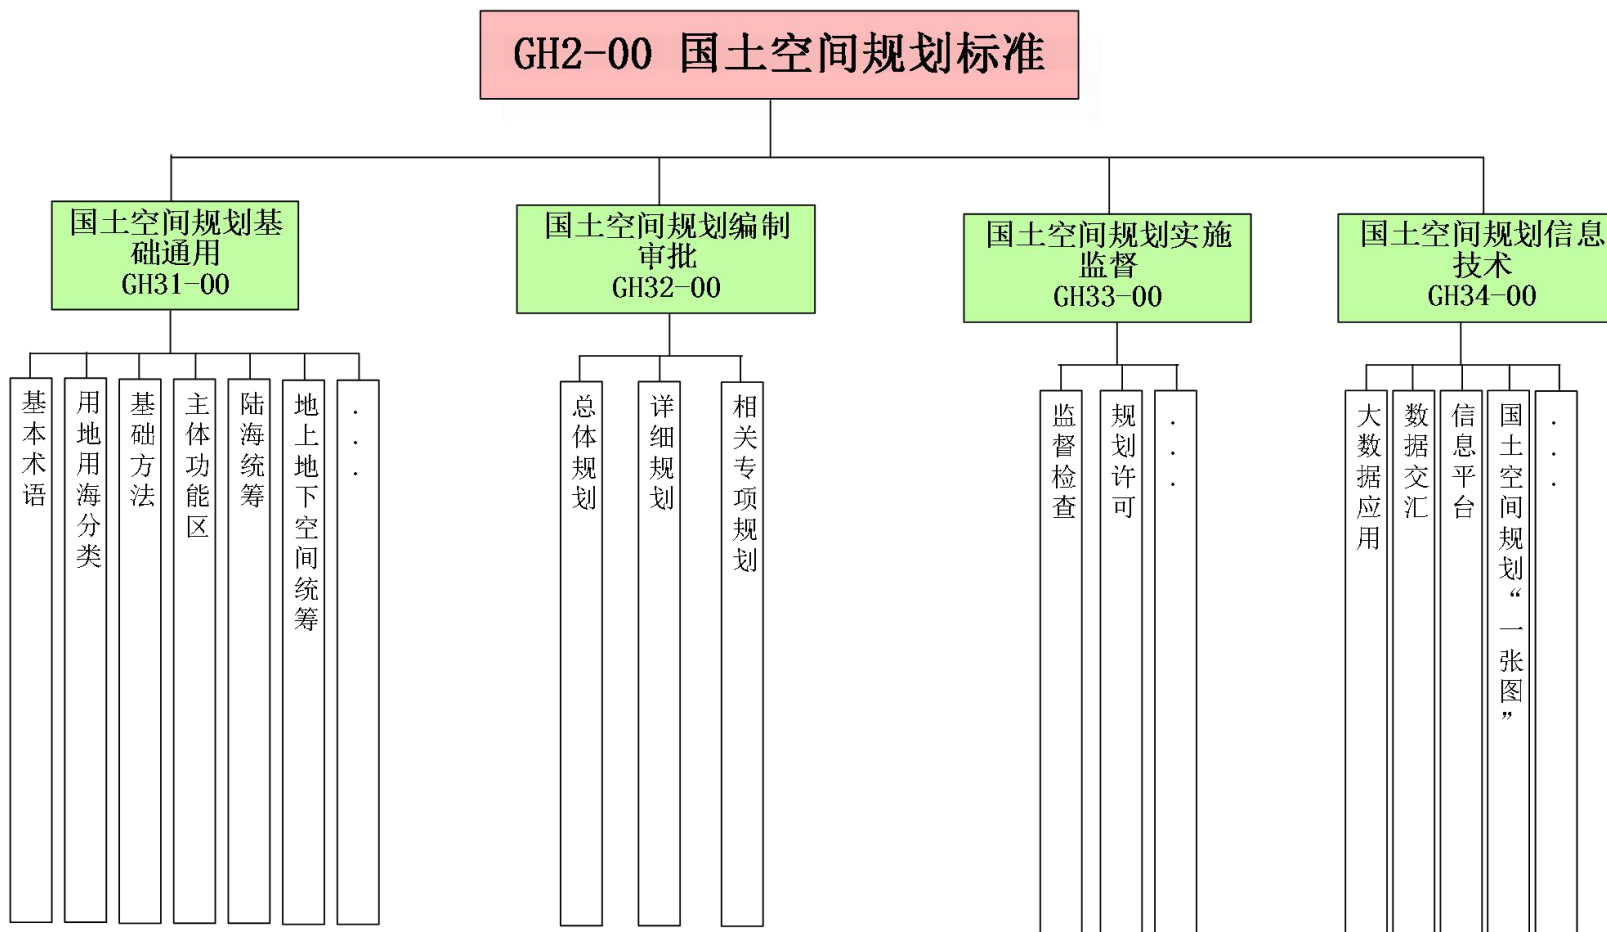 GH2-00 国土空间规划标准
国土空间规划基
础通用
GH31-00
国土空间规划编制
审批
GH32-00
国土空间规划实施
监督
GH33-00
国土空间规划信息
技术
GH34-00
基本术语
用地用海分类
基础方法
主体功能区
陆海统筹
地上地下空间统筹
...
总体规划
详细规划
相关专项规划
监督检查
规划许可
...
大数据应用
数据交汇
信息平台
国土空间规划“一张图”
...